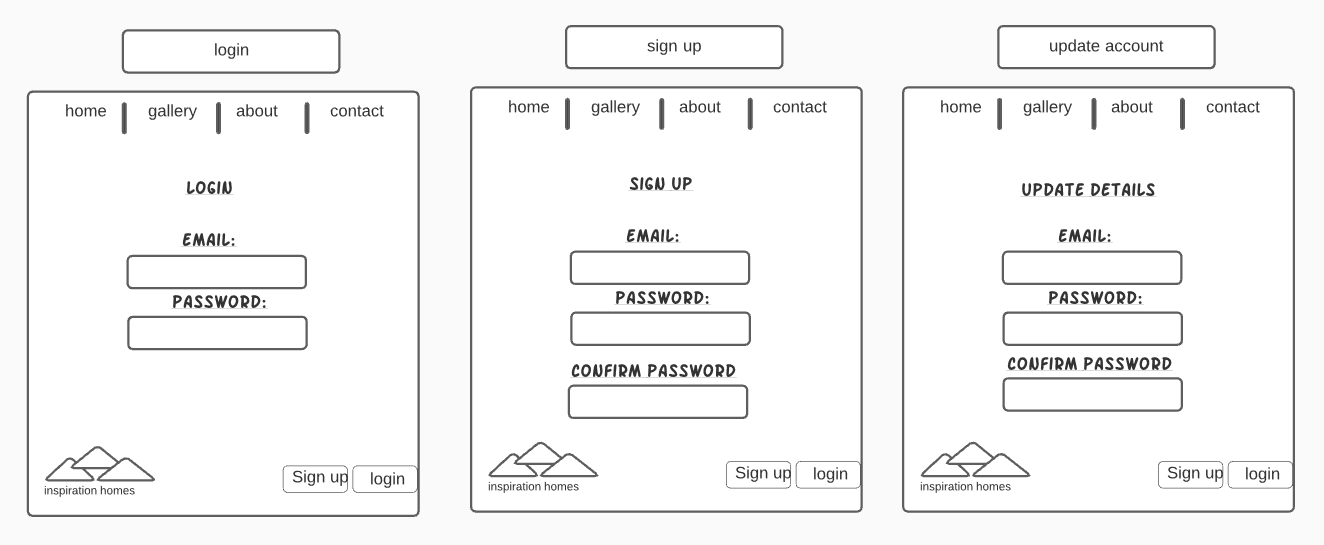 login
home gallery about contact
LOGIN
EMAIL:
PASSWORD:
inspiration homes
Sign up login
sign up
home gallery about contact
SIGN UP
EMAIL:
PASSWORD:
CONFIRM PASSWORD
inspiration homes
Sign up login
update account
home gallery about contact
UPDATE DETAILS
EMAIL:
PASSWORD:
CONFIRM PASSWORD
inspiration homes
Sign up login